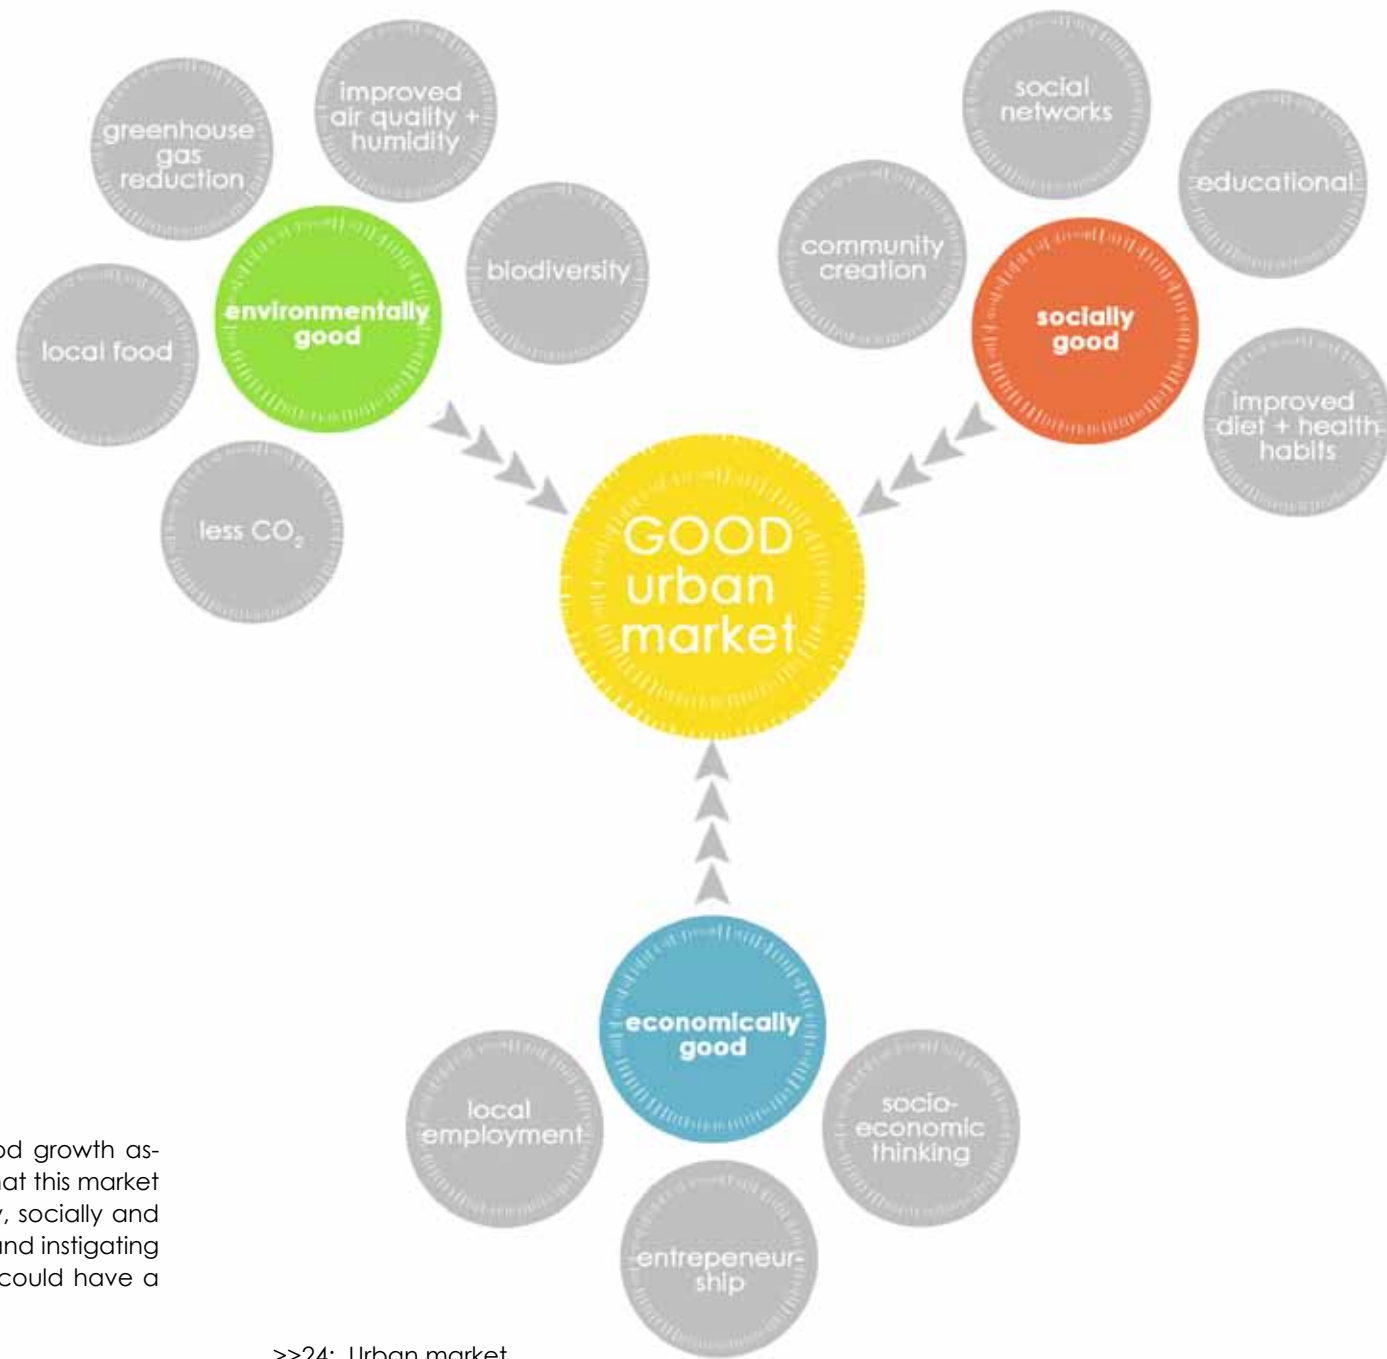 improved
air quality +
humidity
greenhouse
gas
reduction
biodiversity
environmentally
good
local food
less CO₂
social
networks
educational
community
creation
socially
good
improved
diet + health
habits
GOOD
urban
market
economically
good
local
employment
socio-
economic
thinking
entrepeneur-
ship
od growth as-
hat this market
y, socially and
and instigating
could have a
>>24: Urban market